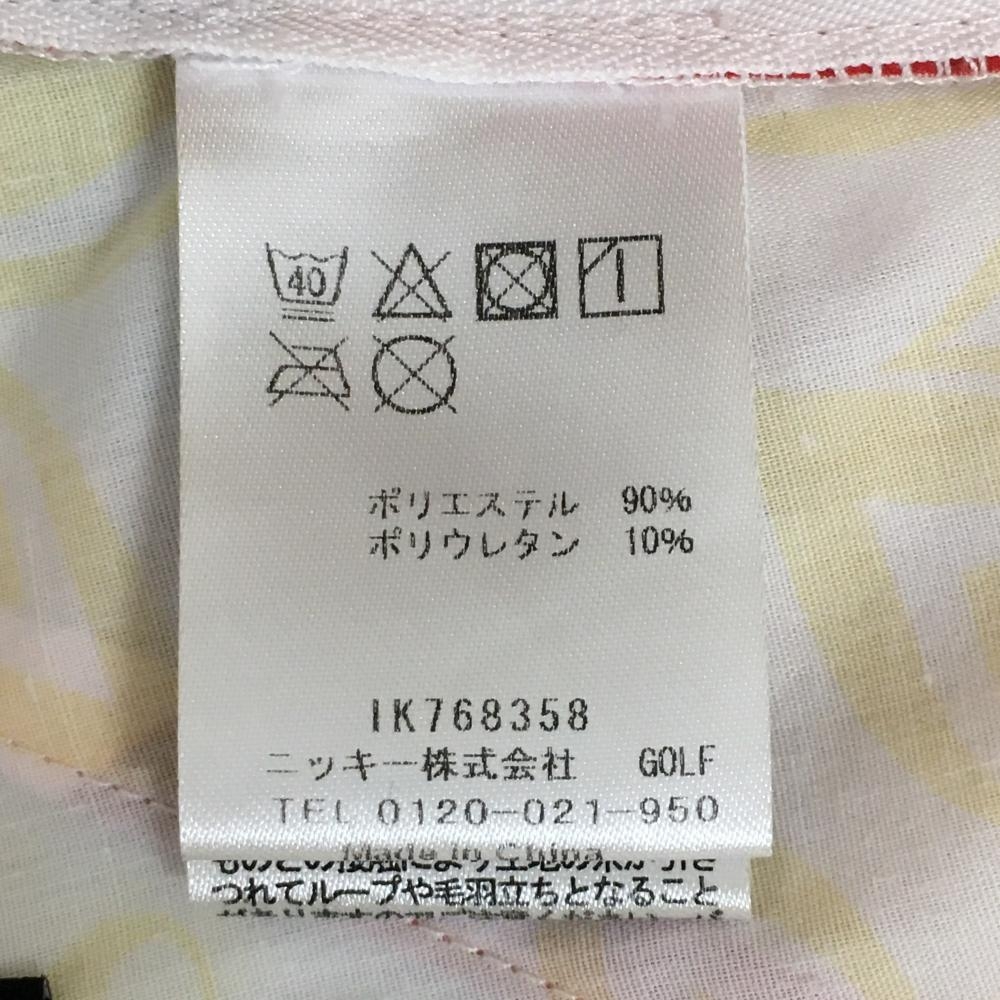 40
ポリエステル 90%
ポリウレタン 10%
IK768358
ニッキー株式会社 GOLF
TEL 0120-021-950
Made in China
つれてループや毛羽立ちとなること